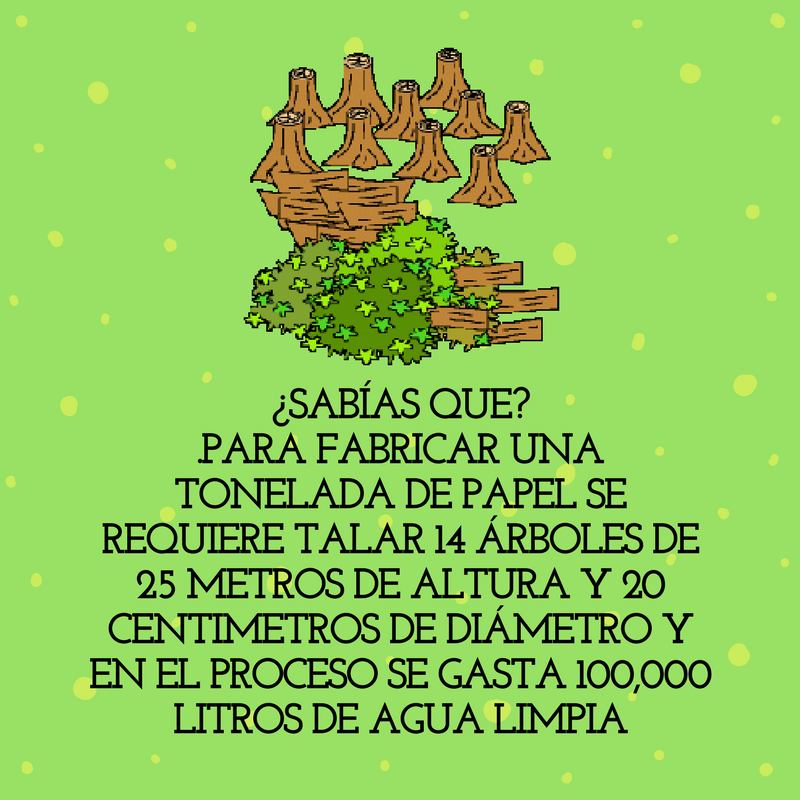 ¿SABÍAS QUE?
.PARA FABRICAR UNA
TONELADA DE PAPEL SE
REQUIERE TALAR 14 ÁRBOLES DE
25 METROS DE ALTURA Y 20
CENTIMETROS DE DIÁMETRO Y
EN EL PROCESO SE GASTA 100,000
LITROS DE AGUA LIMPIA